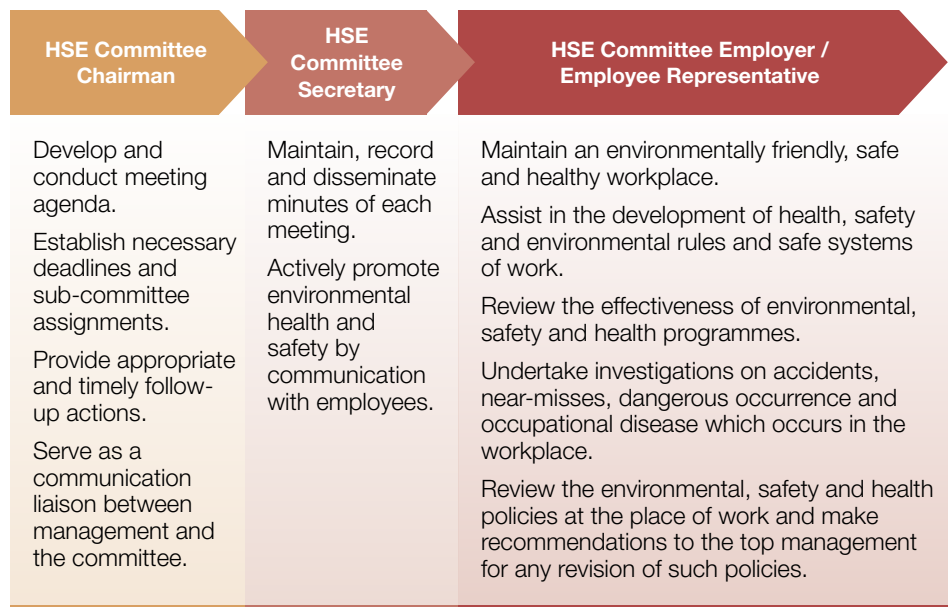 HSE Committee
Chairman
HSE
Committee
Secretary
HSE Committee Employer /
Employee Representative
Develop and
conduct meeting
agenda.
Establish necessary
deadlines and
sub-committee
assignments.
Provide appropriate
and timely follow-
up actions.
Serve as a
communication
liaison between
management and
the committee.
Maintain, record
and disseminate
minutes of each
meeting.
Actively promote
environmental
health and
safety by
communication
with employees.
Maintain an environmentally friendly, safe
and healthy workplace.
Assist in the development of health, safety
and environmental rules and safe systems
of work.
Review the effectiveness of environmental,
safety and health programmes.
Undertake investigations on accidents,
near-misses, dangerous occurrence and
occupational disease which occurs in the
workplace.
Review the environmental, safety and health
policies at the place of work and make
recommendations to the top management
for any revision of such policies.